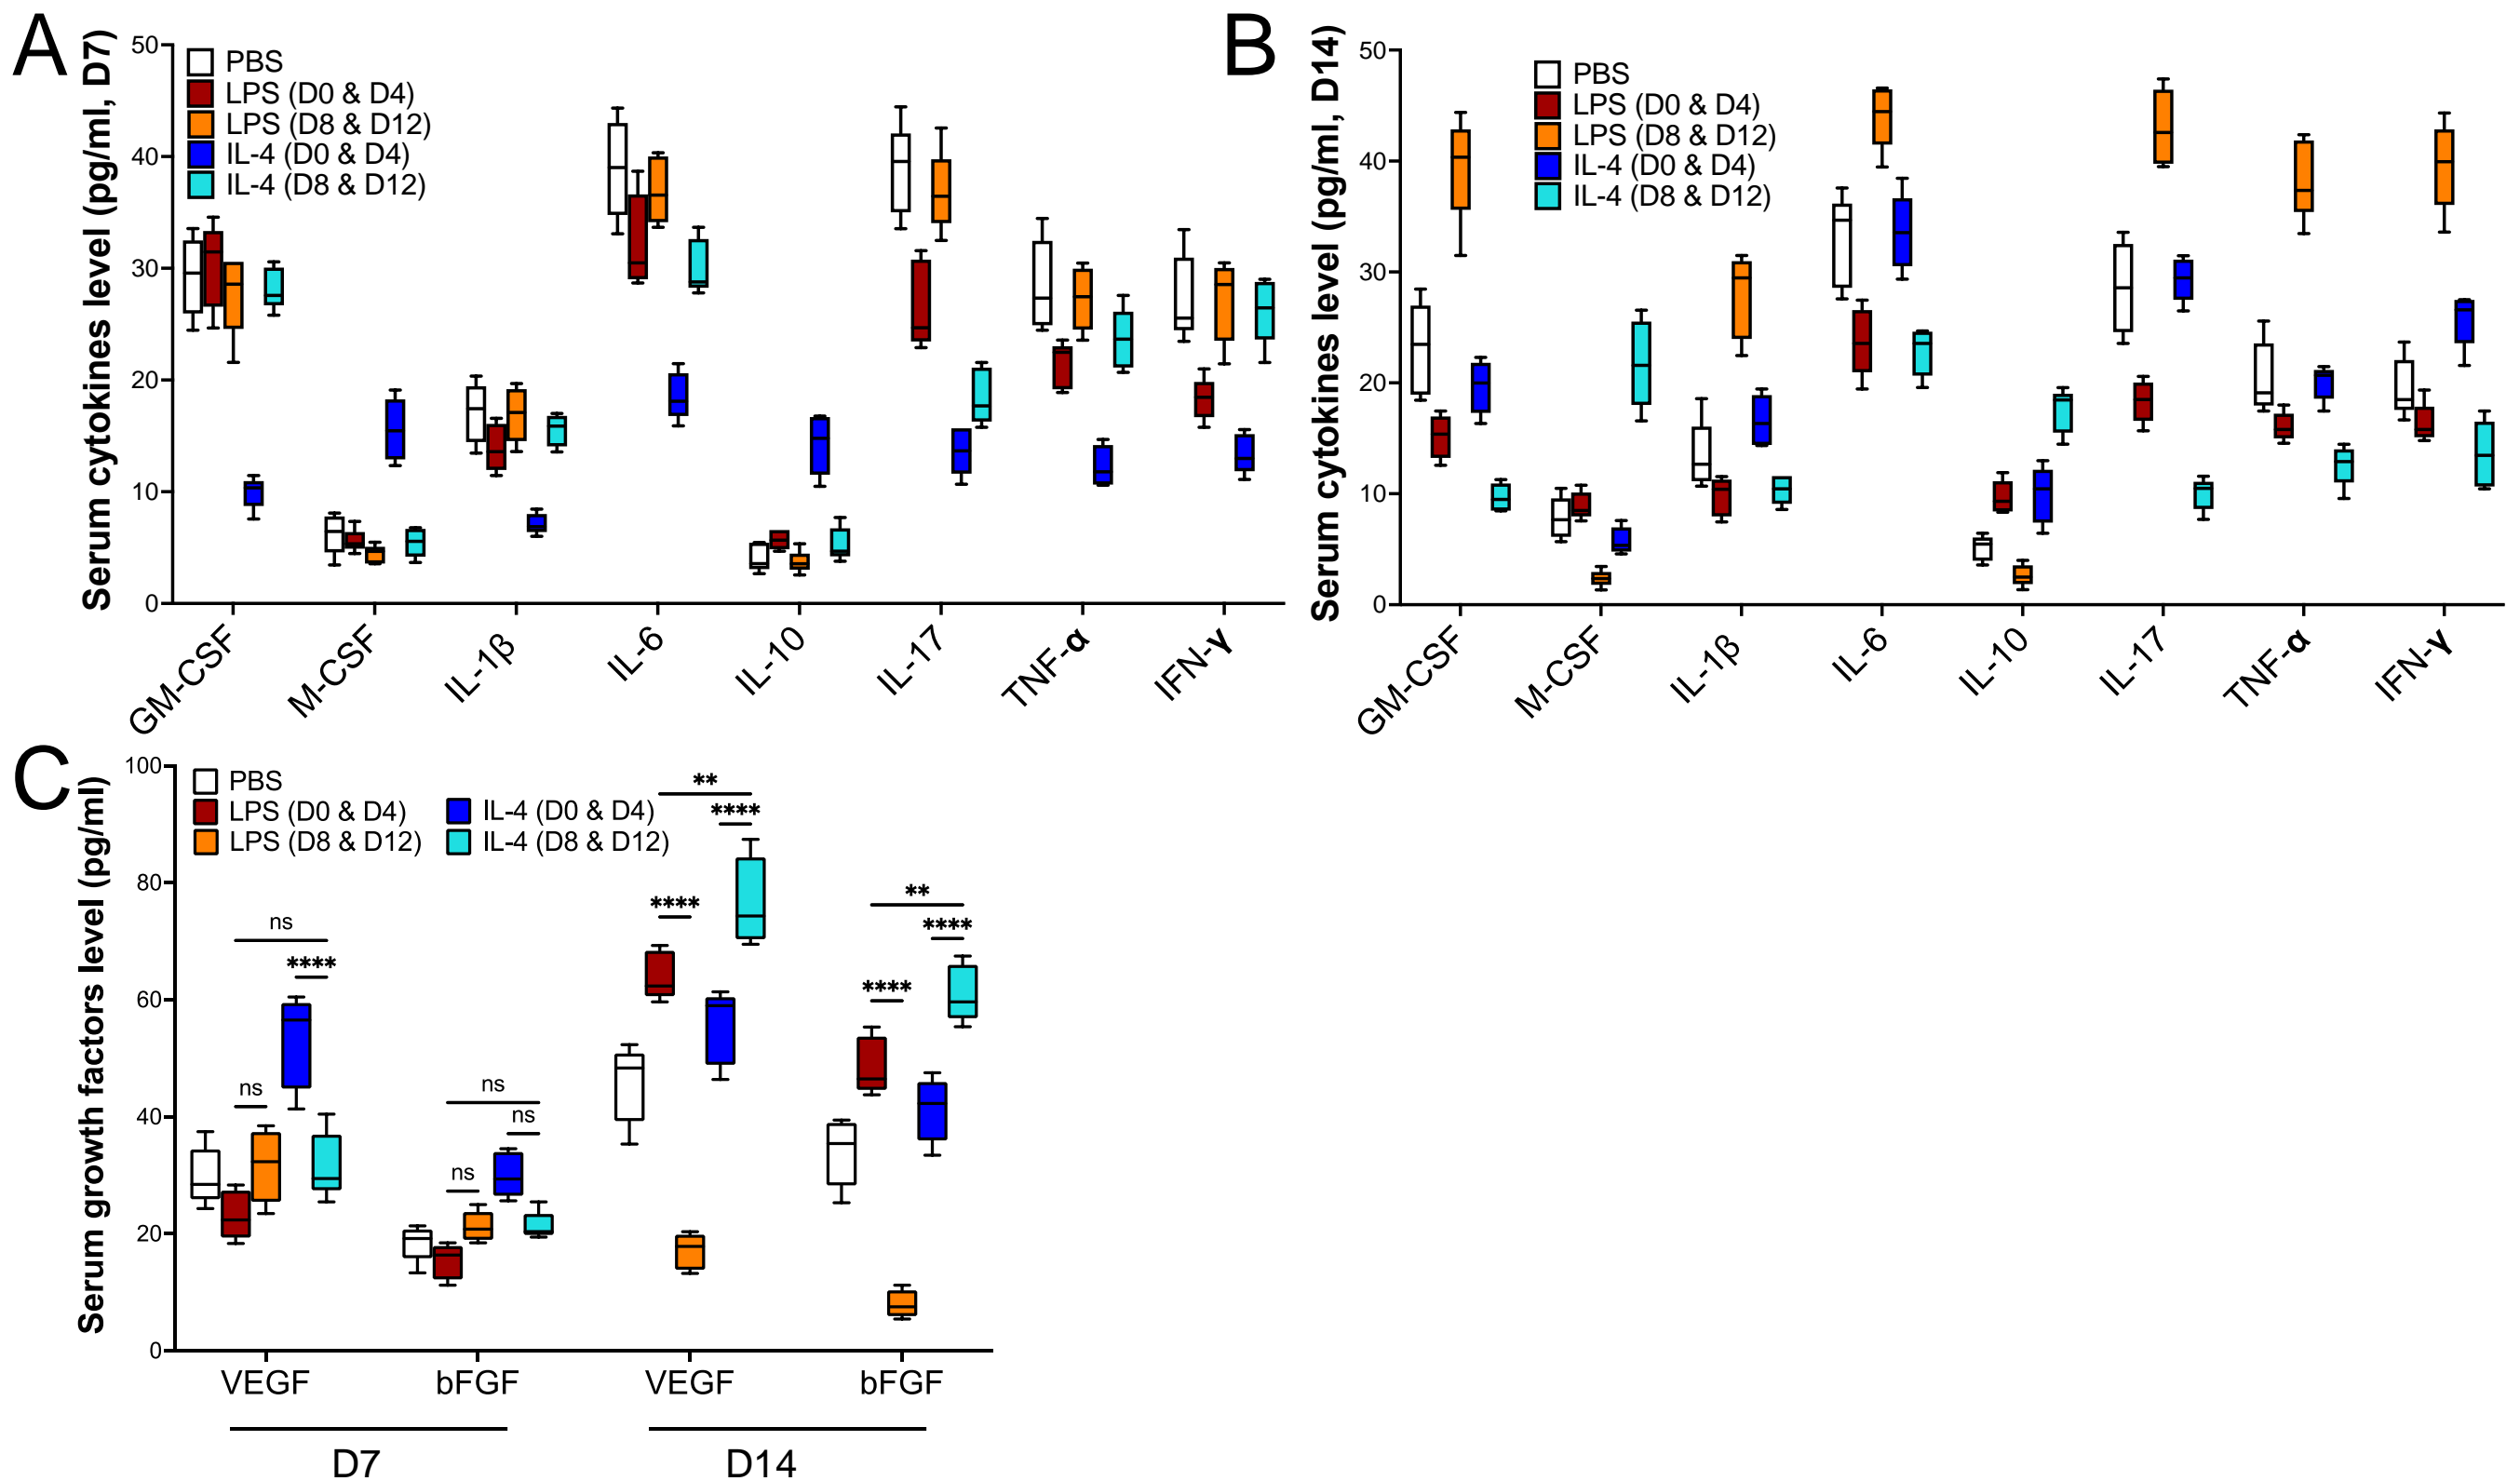 A
Serum cytokines level (pg/ml, D7)
50
40
30
20
10
0
PBS
LPS (D0 & D4)
LPS (D8 & D12)
IL-4 (D0 & D4)
IL-4 (D8 & D12)
GM-CSF
M-CSF
IL-1β
IL-6
IL-10
IL-17
TNF-α
IFN-γ
B
Serum cytokines level (pg/ml, D14)
50
40
30
20
10
0
PBS
LPS (D0 & D4)
LPS (D8 & D12)
IL-4 (D0 & D4)
IL-4 (D8 & D12)
GM-CSF
M-CSF
IL-1β
IL-6
IL-10
IL-17
TNF-α
IFN-γ
C
Serum growth factors level (pg/ml)
100
80
60
40
20
0
PBS
LPS (D0 & D4)
LPS (D8 & D12)
IL-4 (D0 & D4)
IL-4 (D8 & D12)
ns
****
ns
ns
ns
ns
**
****
****
**
****
****
VEGF
bFGF
VEGF
bFGF
D7
D14